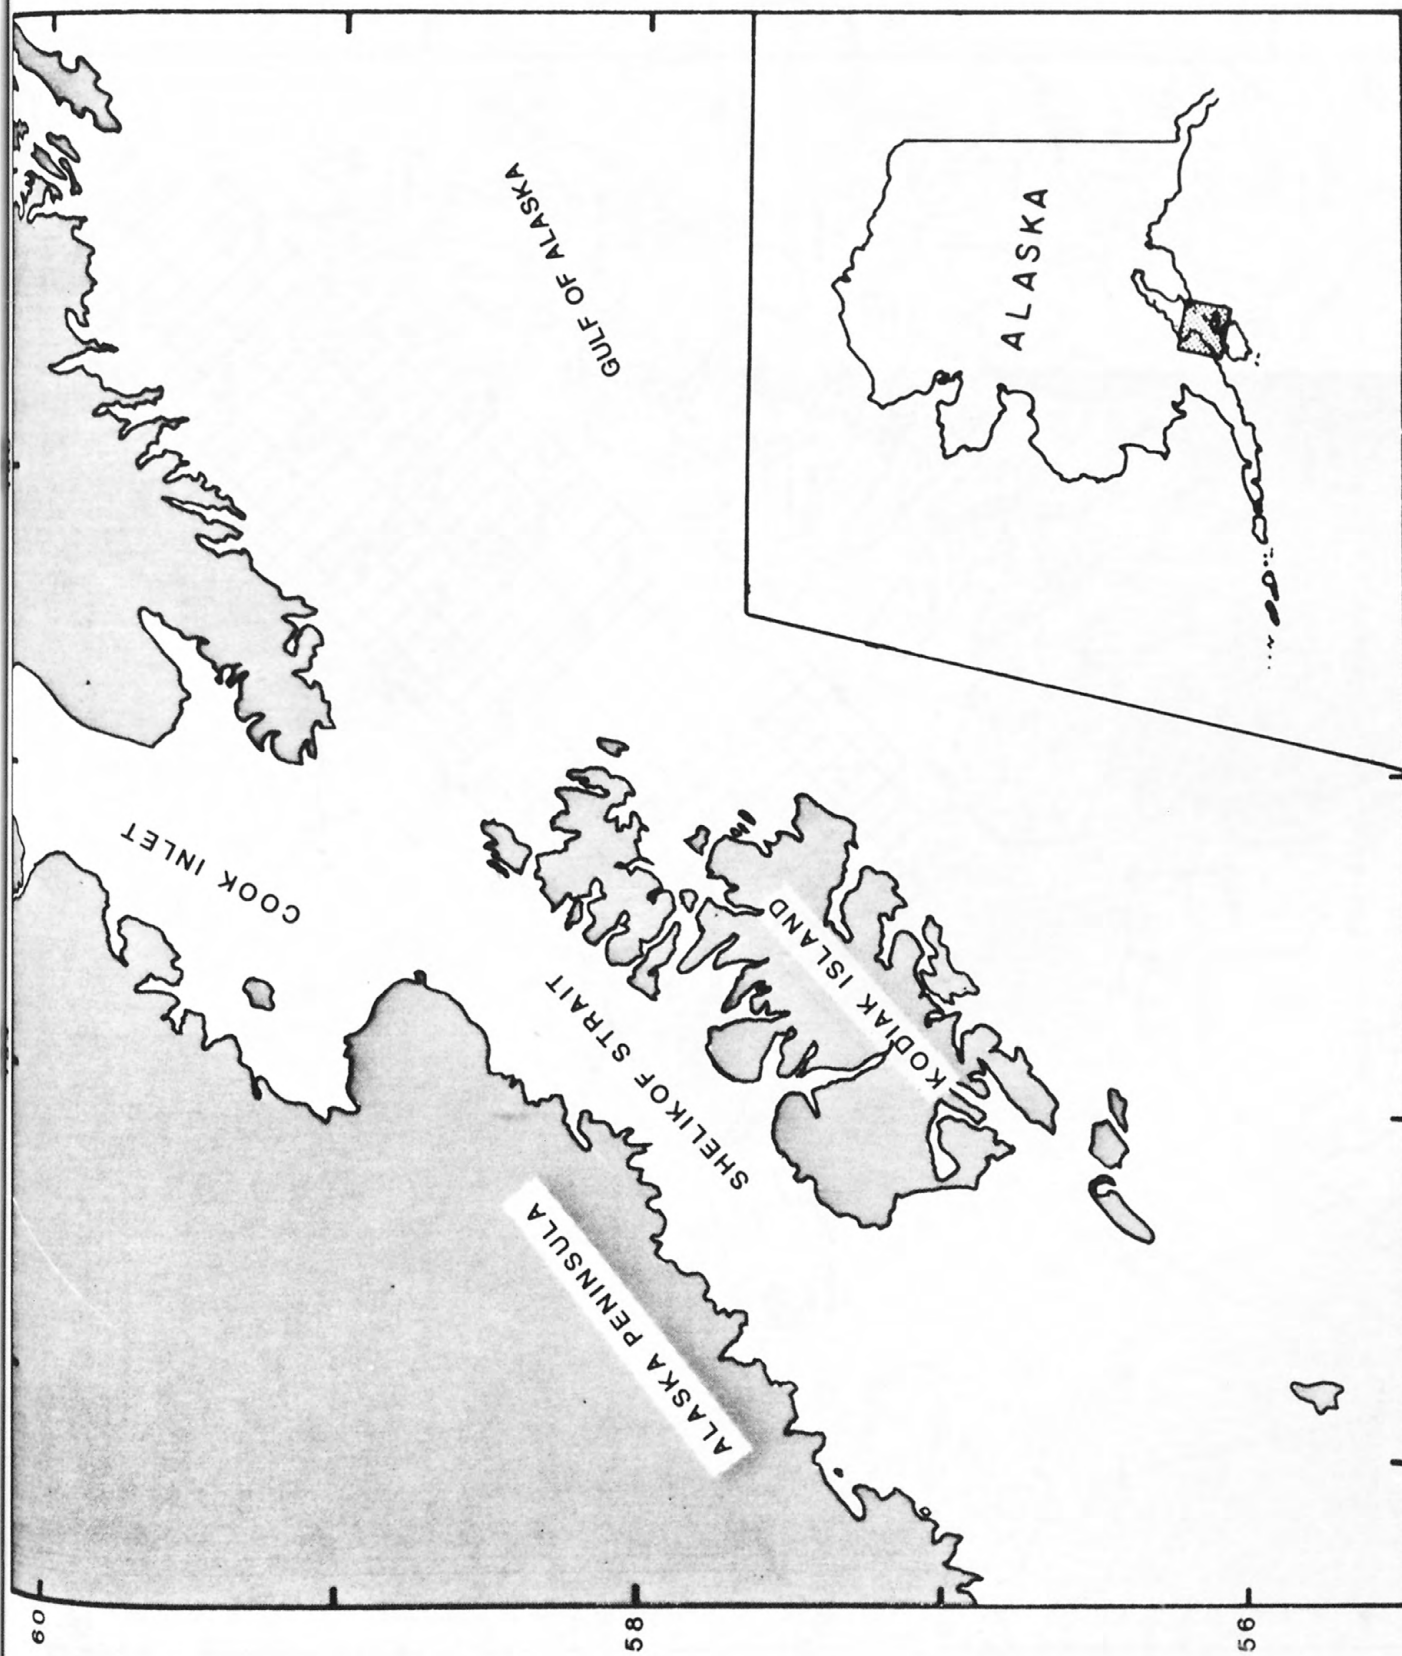 GULF OF ALASKA
ALASKA
COOK INLET
SHELIKOF STRAIT
KODIAK ISLAND
ALASKA PENINSULA
60
58
56